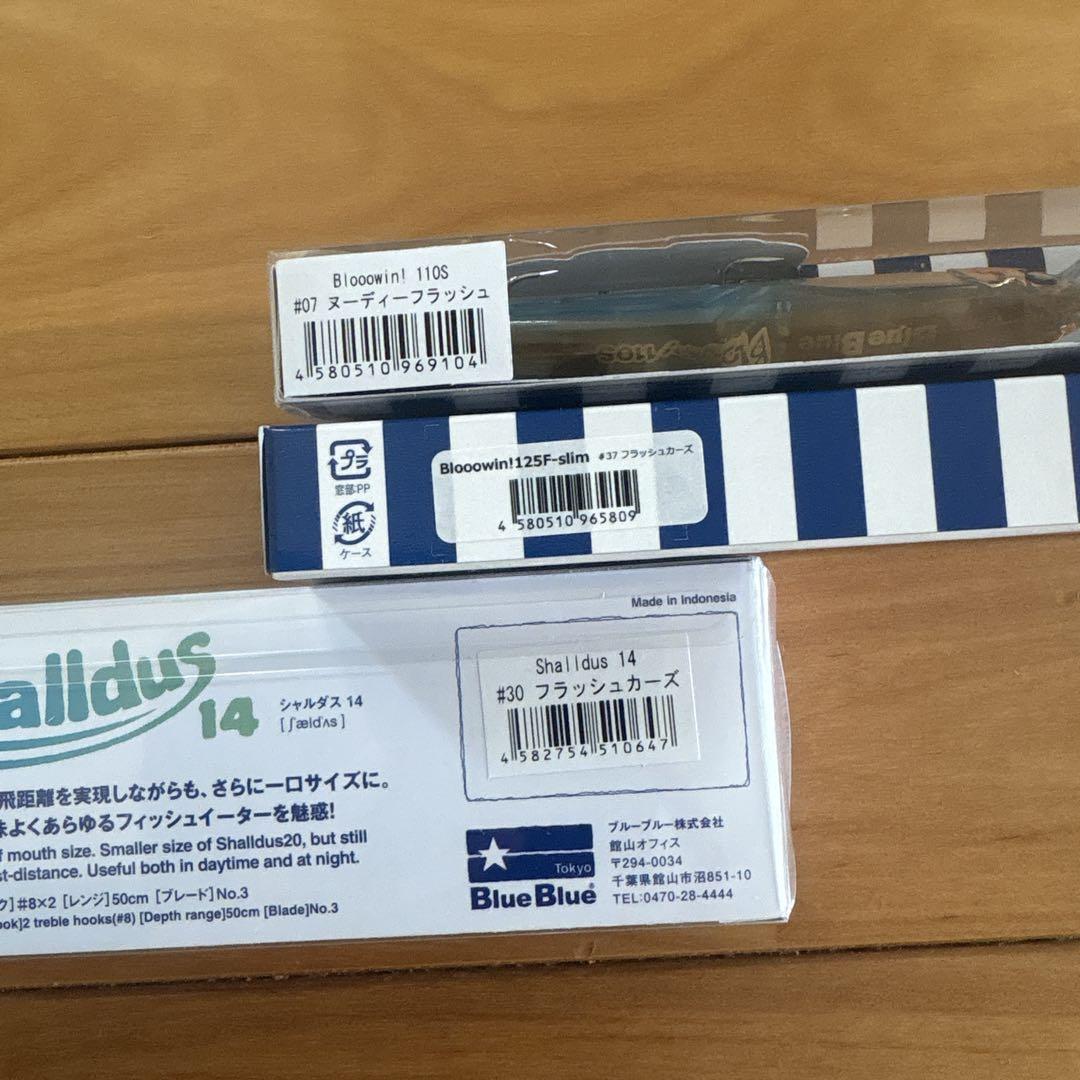 Blooowin! 110S
#07 ヌーディーフラッシュ
4 580510 969104
BlueBlue
プラ
窓部:PP
紙
ケース
Blooowin!125F-slim #37 フラッシュカーズ
4 580510 965809
Made in Indonesia
alldus
14
シャルダス 14
[ʃ'æld'ʌs]
Shalldus 14
#30 フラッシュカーズ
4 582754 510647
飛距離を実現しながらも、さらに一口サイズに。
よくあらゆるフィッシュイーターを魅惑!
f mouth size. Smaller size of Shalldus20, but still
st-distance. Useful both in daytime and at night.
ク]#8×2 [レンジ]50cm [ブレード]No.3
ook]2 treble hooks(#8) [Depth range]50cm [Blade]No.3
Tokyo
BlueBlue®
ブルーブルー株式会社
館山オフィス
〒294-0034
千葉県館山市沼851-10
TEL:0470-28-4444